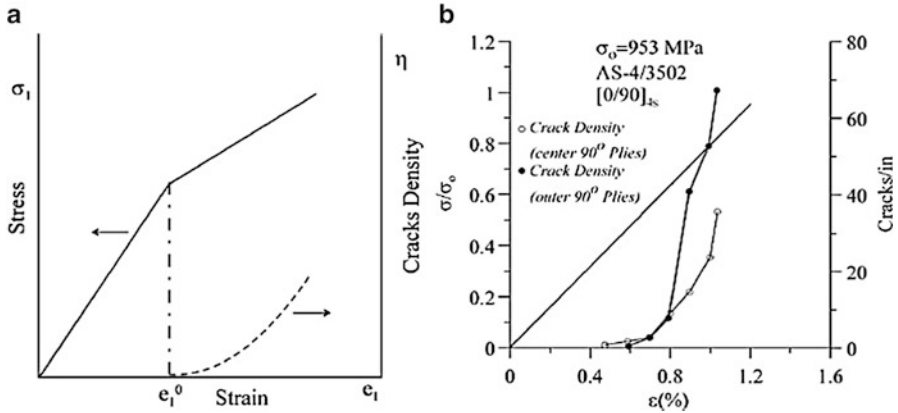 a
σ₁
Stress
e₁⁰
Strain
e₁
η
Cracks Density
b
1.2
1
0.8
0.6
0.4
0.2
0
σ/σₒ
σₒ=953 MPa
AS-4/3502
[0/90]₄ₛ
Crack Density
(center 90⁰ Plies)
Crack Density
(outer 90⁰ Plies)
80
60
40
20
0
Cracks/in
0
0.4
0.8
1.2
1.6
ε(%)